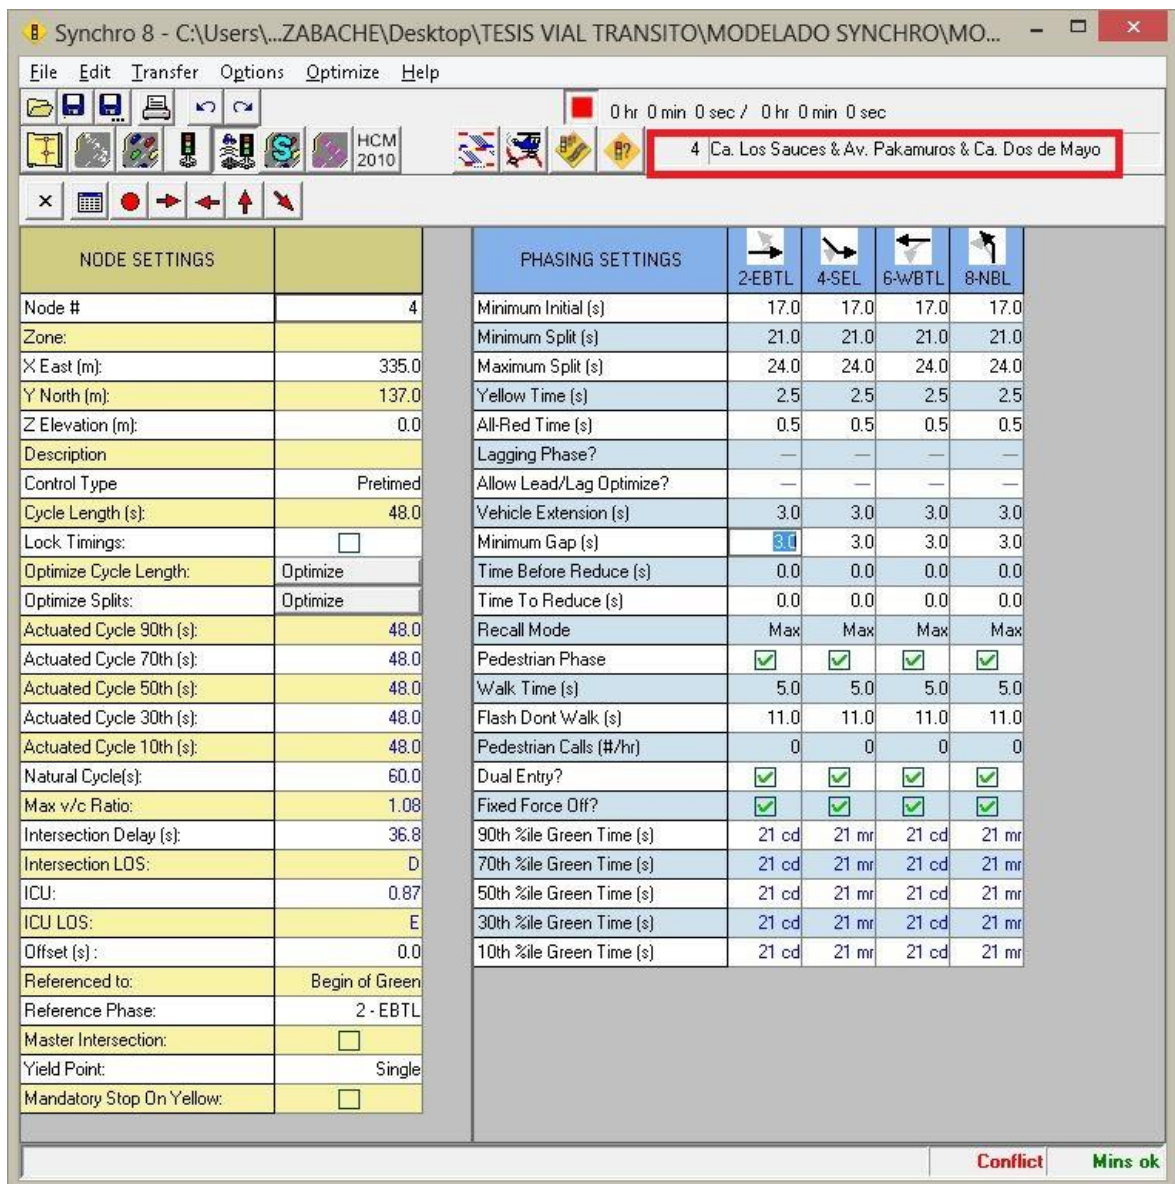 Synchro 8 - C:\Users\...ZABACHE\Desktop\TESIS VIAL TRANSITO\MODELADO SYNCHRO\MO...
File Edit Transfer Options Optimize Help
0 hr 0 min 0 sec / 0 hr 0 min 0 sec
HCM 2010
4 Ca. Los Sauces & Av. Pakamuros & Ca. Dos de Mayo
NODE SETTINGS
Node # 4
Zone:
X East (m): 335.0
Y North (m): 137.0
Z Elevation (m): 0.0
Description
Control Type Pretimed
Cycle Length (s): 48.0
Lock Timings:
Optimize Cycle Length: Optimize
Optimize Splits: Optimize
Actuated Cycle 90th (s): 48.0
Actuated Cycle 70th (s): 48.0
Actuated Cycle 50th (s): 48.0
Actuated Cycle 30th (s): 48.0
Actuated Cycle 10th (s): 48.0
Natural Cycle(s): 60.0
Max v/c Ratio: 1.08
Intersection Delay (s): 36.8
Intersection LOS: D
ICU: 0.87
ICU LOS: E
Offset (s) : 0.0
Referenced to: Begin of Green
Reference Phase: 2 - EBTL
Master Intersection:
Yield Point: Single
Mandatory Stop On Yellow:
PHASING SETTINGS 2-EBTL 4-SEL 6-WBTL 8-NBL
Minimum Initial (s) 17.0 17.0 17.0 17.0
Minimum Split (s) 21.0 21.0 21.0 21.0
Maximum Split (s) 24.0 24.0 24.0 24.0
Yellow Time (s) 2.5 2.5 2.5 2.5
All-Red Time (s) 0.5 0.5 0.5 0.5
Lagging Phase? — — — —
Allow Lead/Lag Optimize? — — — —
Vehicle Extension (s) 3.0 3.0 3.0 3.0
Minimum Gap (s) 3.0 3.0 3.0 3.0
Time Before Reduce (s) 0.0 0.0 0.0 0.0
Time To Reduce (s) 0.0 0.0 0.0 0.0
Recall Mode Max Max Max Max
Pedestrian Phase
Walk Time (s) 5.0 5.0 5.0 5.0
Flash Dont Walk (s) 11.0 11.0 11.0 11.0
Pedestrian Calls (#/hr) 0 0 0 0
Dual Entry?
Fixed Force Off?
90th %ile Green Time (s) 21 cd 21 mr 21 cd 21 mr
70th %ile Green Time (s) 21 cd 21 mr 21 cd 21 mr
50th %ile Green Time (s) 21 cd 21 mr 21 cd 21 mr
30th %ile Green Time (s) 21 cd 21 mr 21 cd 21 mr
10th %ile Green Time (s) 21 cd 21 mr 21 cd 21 mr
Conflict Mins ok